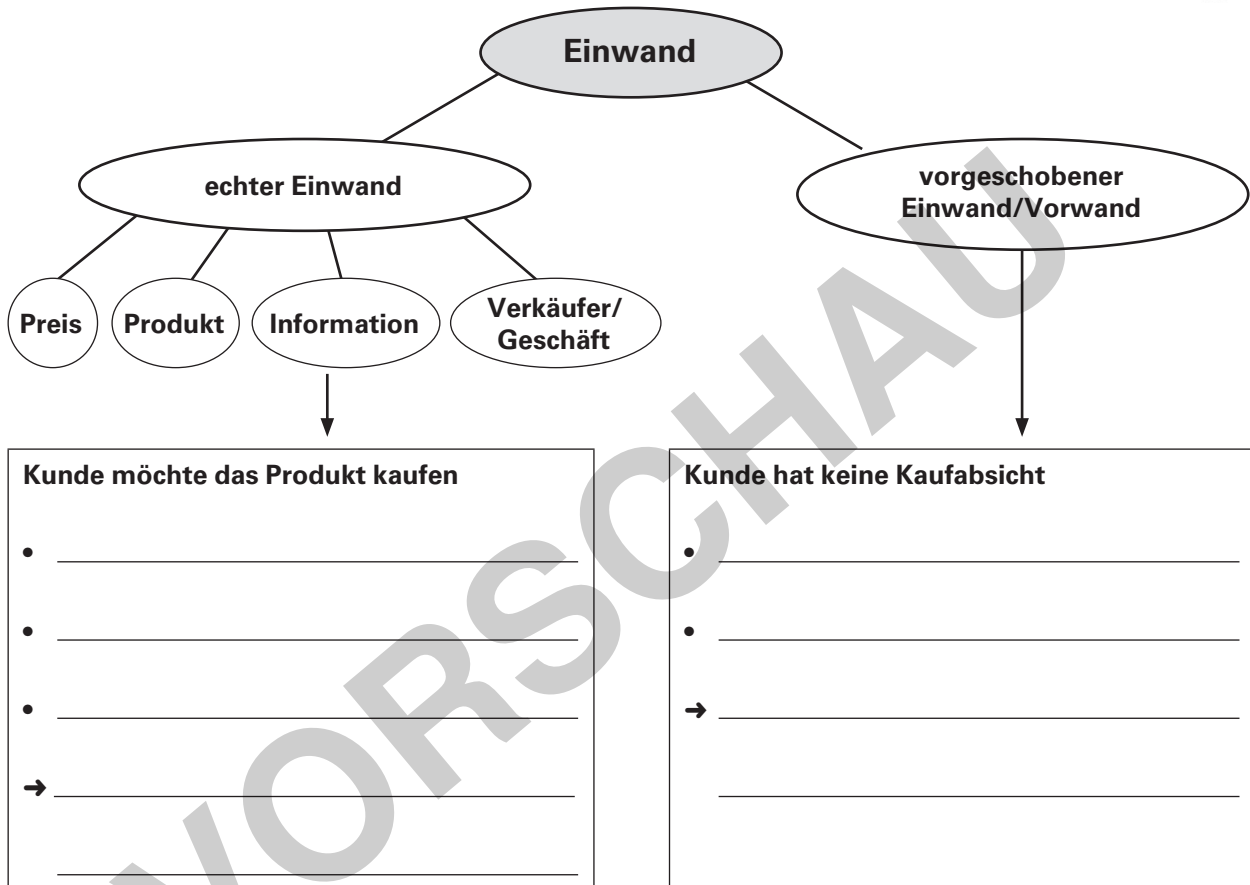 Einwand
echter Einwand
vorgeschobener
Einwand/Vorwand
Preis
Produkt
Information
Verkäufer/
Geschäft
Kunde möchte das Produkt kaufen
Kunde hat keine Kaufabsicht
VORSCHAU